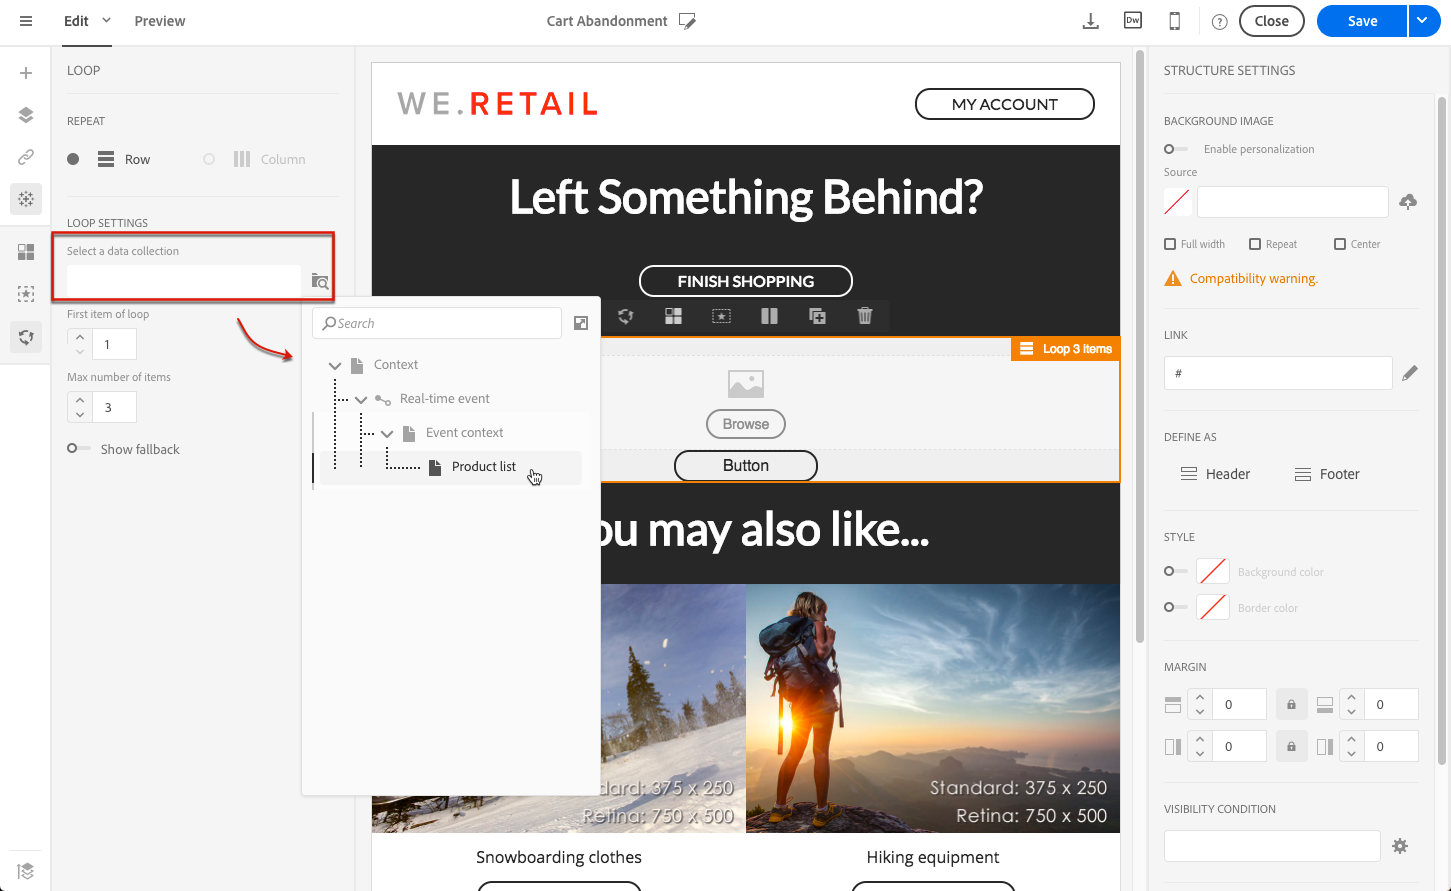 Edit
Preview
Cart Abandonment
Dw
?
Close
Save
LOOP
REPEAT
Row
Column
LOOP SETTINGS
Select a data collection
First item of loop
1
Max number of items
3
Show fallback
Search
Context
Real-time event
Event context
Product list
WE.RETAIL
MY ACCOUNT
Left Something Behind?
FINISH SHOPPING
Loop 3 Items
Browse
Button
ou may also like...
dard: 375 x 250
Retina: 750 x 500
Standard: 375 x 250
Retina: 750 x 500
Snowboarding clothes
Hiking equipment
STRUCTURE SETTINGS
BACKGROUND IMAGE
Enable personalization
Source
Full width
Repeat
Center
Compatibility warning.
LINK
#
DEFINE AS
Header
Footer
STYLE
Background color
Border color
MARGIN
0
0
0
0
VISIBILITY CONDITION